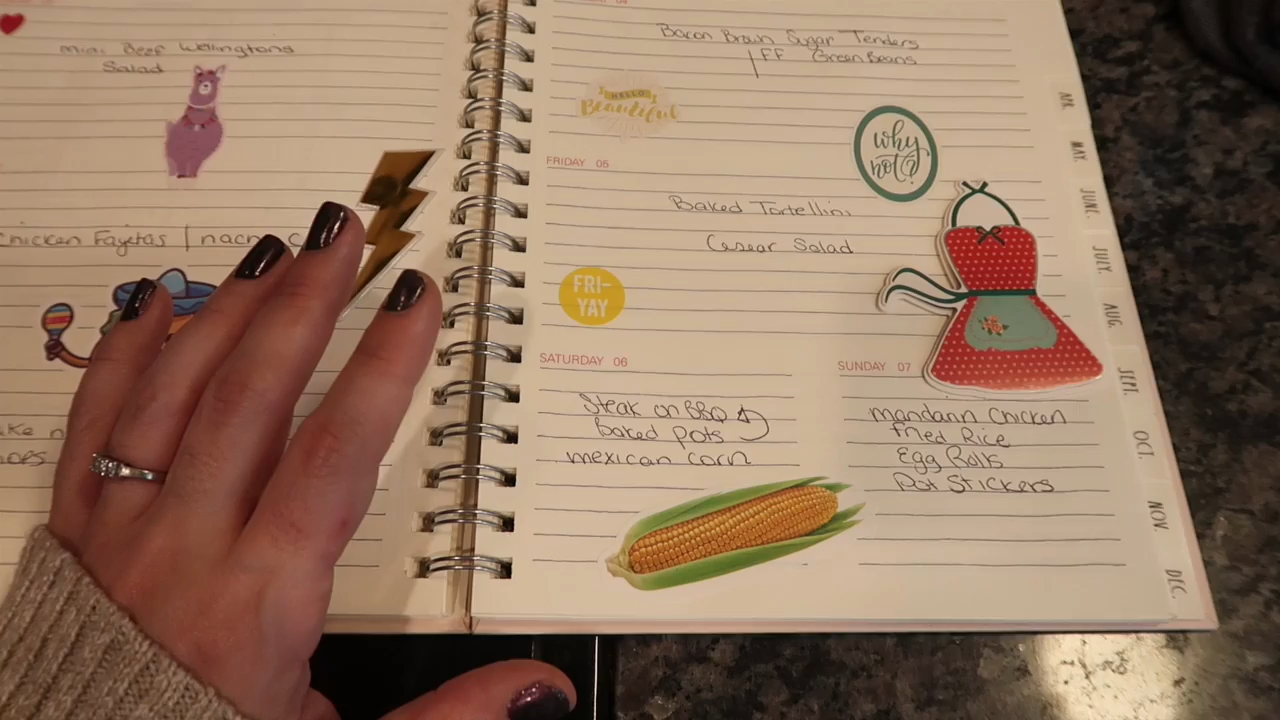 mini Beef Wellingtons
Salad
chicken Fajitas | nach
Bacon Brown Sugar Tenders
FF Green Beans
HELLO
Beautiful
why
not?
FRIDAY 05
Baked Tortellini
Cesear Salad
FRI-
YAY
SATURDAY 06
Steak on BBQ
Baked pots
mexican corn
SUNDAY 07
mandarin Chicken
fried Rice
Egg Rolls
Pot Stickers
APR.
MAY.
JUNE.
JULY.
AUG.
SEPT.
OCT.
NOV.
DEC.